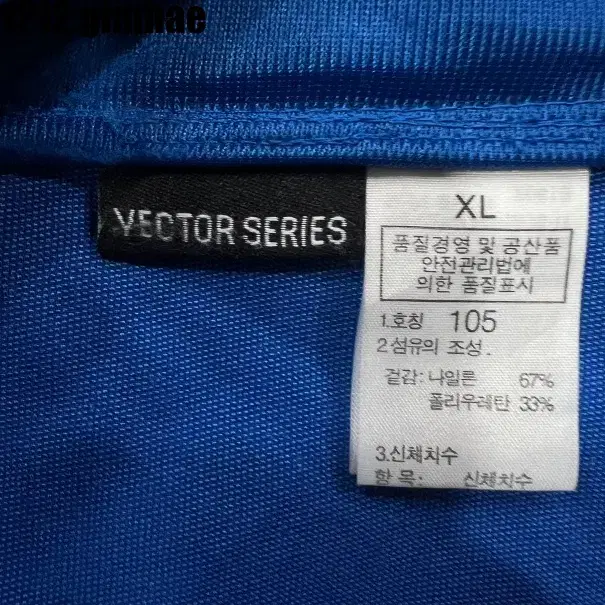 VECTOR SERIES
XL
품질경영 및 공산품
안전관리법에
의한 품질표시
1.호칭 105
2 섬유의 조성.
겉감: 나일론 67%
폴리우레탄 33%
3.신체치수
항 목: 신체치수